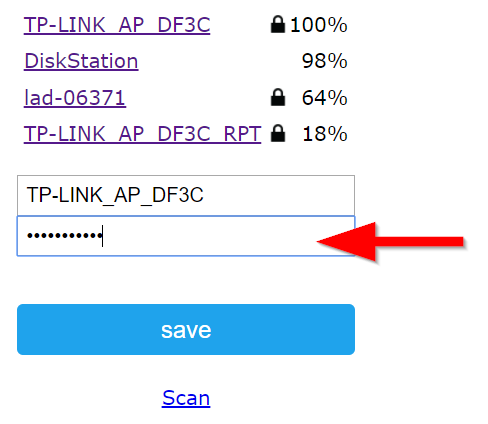 TP-LINK_AP_DF3C 100%
DiskStation 98%
lad-06371 64%
TP-LINK_AP_DF3C_RPT 18%
TP-LINK_AP_DF3C
•••••••••••
save
Scan